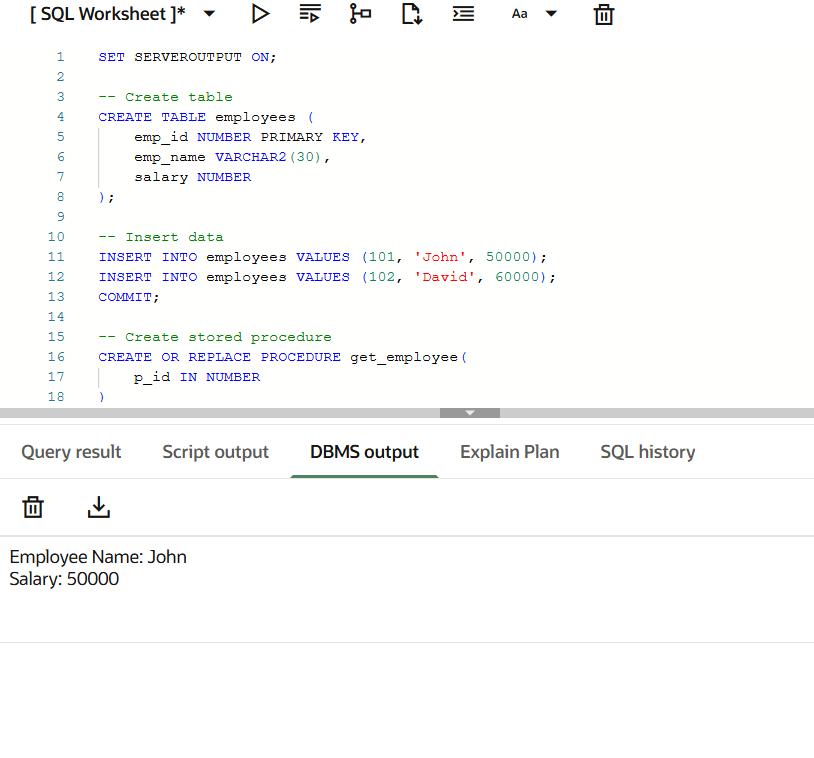 [ SQL Worksheet ]*
Aa
1 SET SERVEROUTPUT ON;
2
3 -- Create table
4 CREATE TABLE employees (
5 emp_id NUMBER PRIMARY KEY,
6 emp_name VARCHAR2(30),
7 salary NUMBER
8 );
9
10 -- Insert data
11 INSERT INTO employees VALUES (101, 'John', 50000);
12 INSERT INTO employees VALUES (102, 'David', 60000);
13 COMMIT;
14
15 -- Create stored procedure
16 CREATE OR REPLACE PROCEDURE get_employee(
17 p_id IN NUMBER
18 )
Query result Script output DBMS output Explain Plan SQL history
Employee Name: John
Salary: 50000